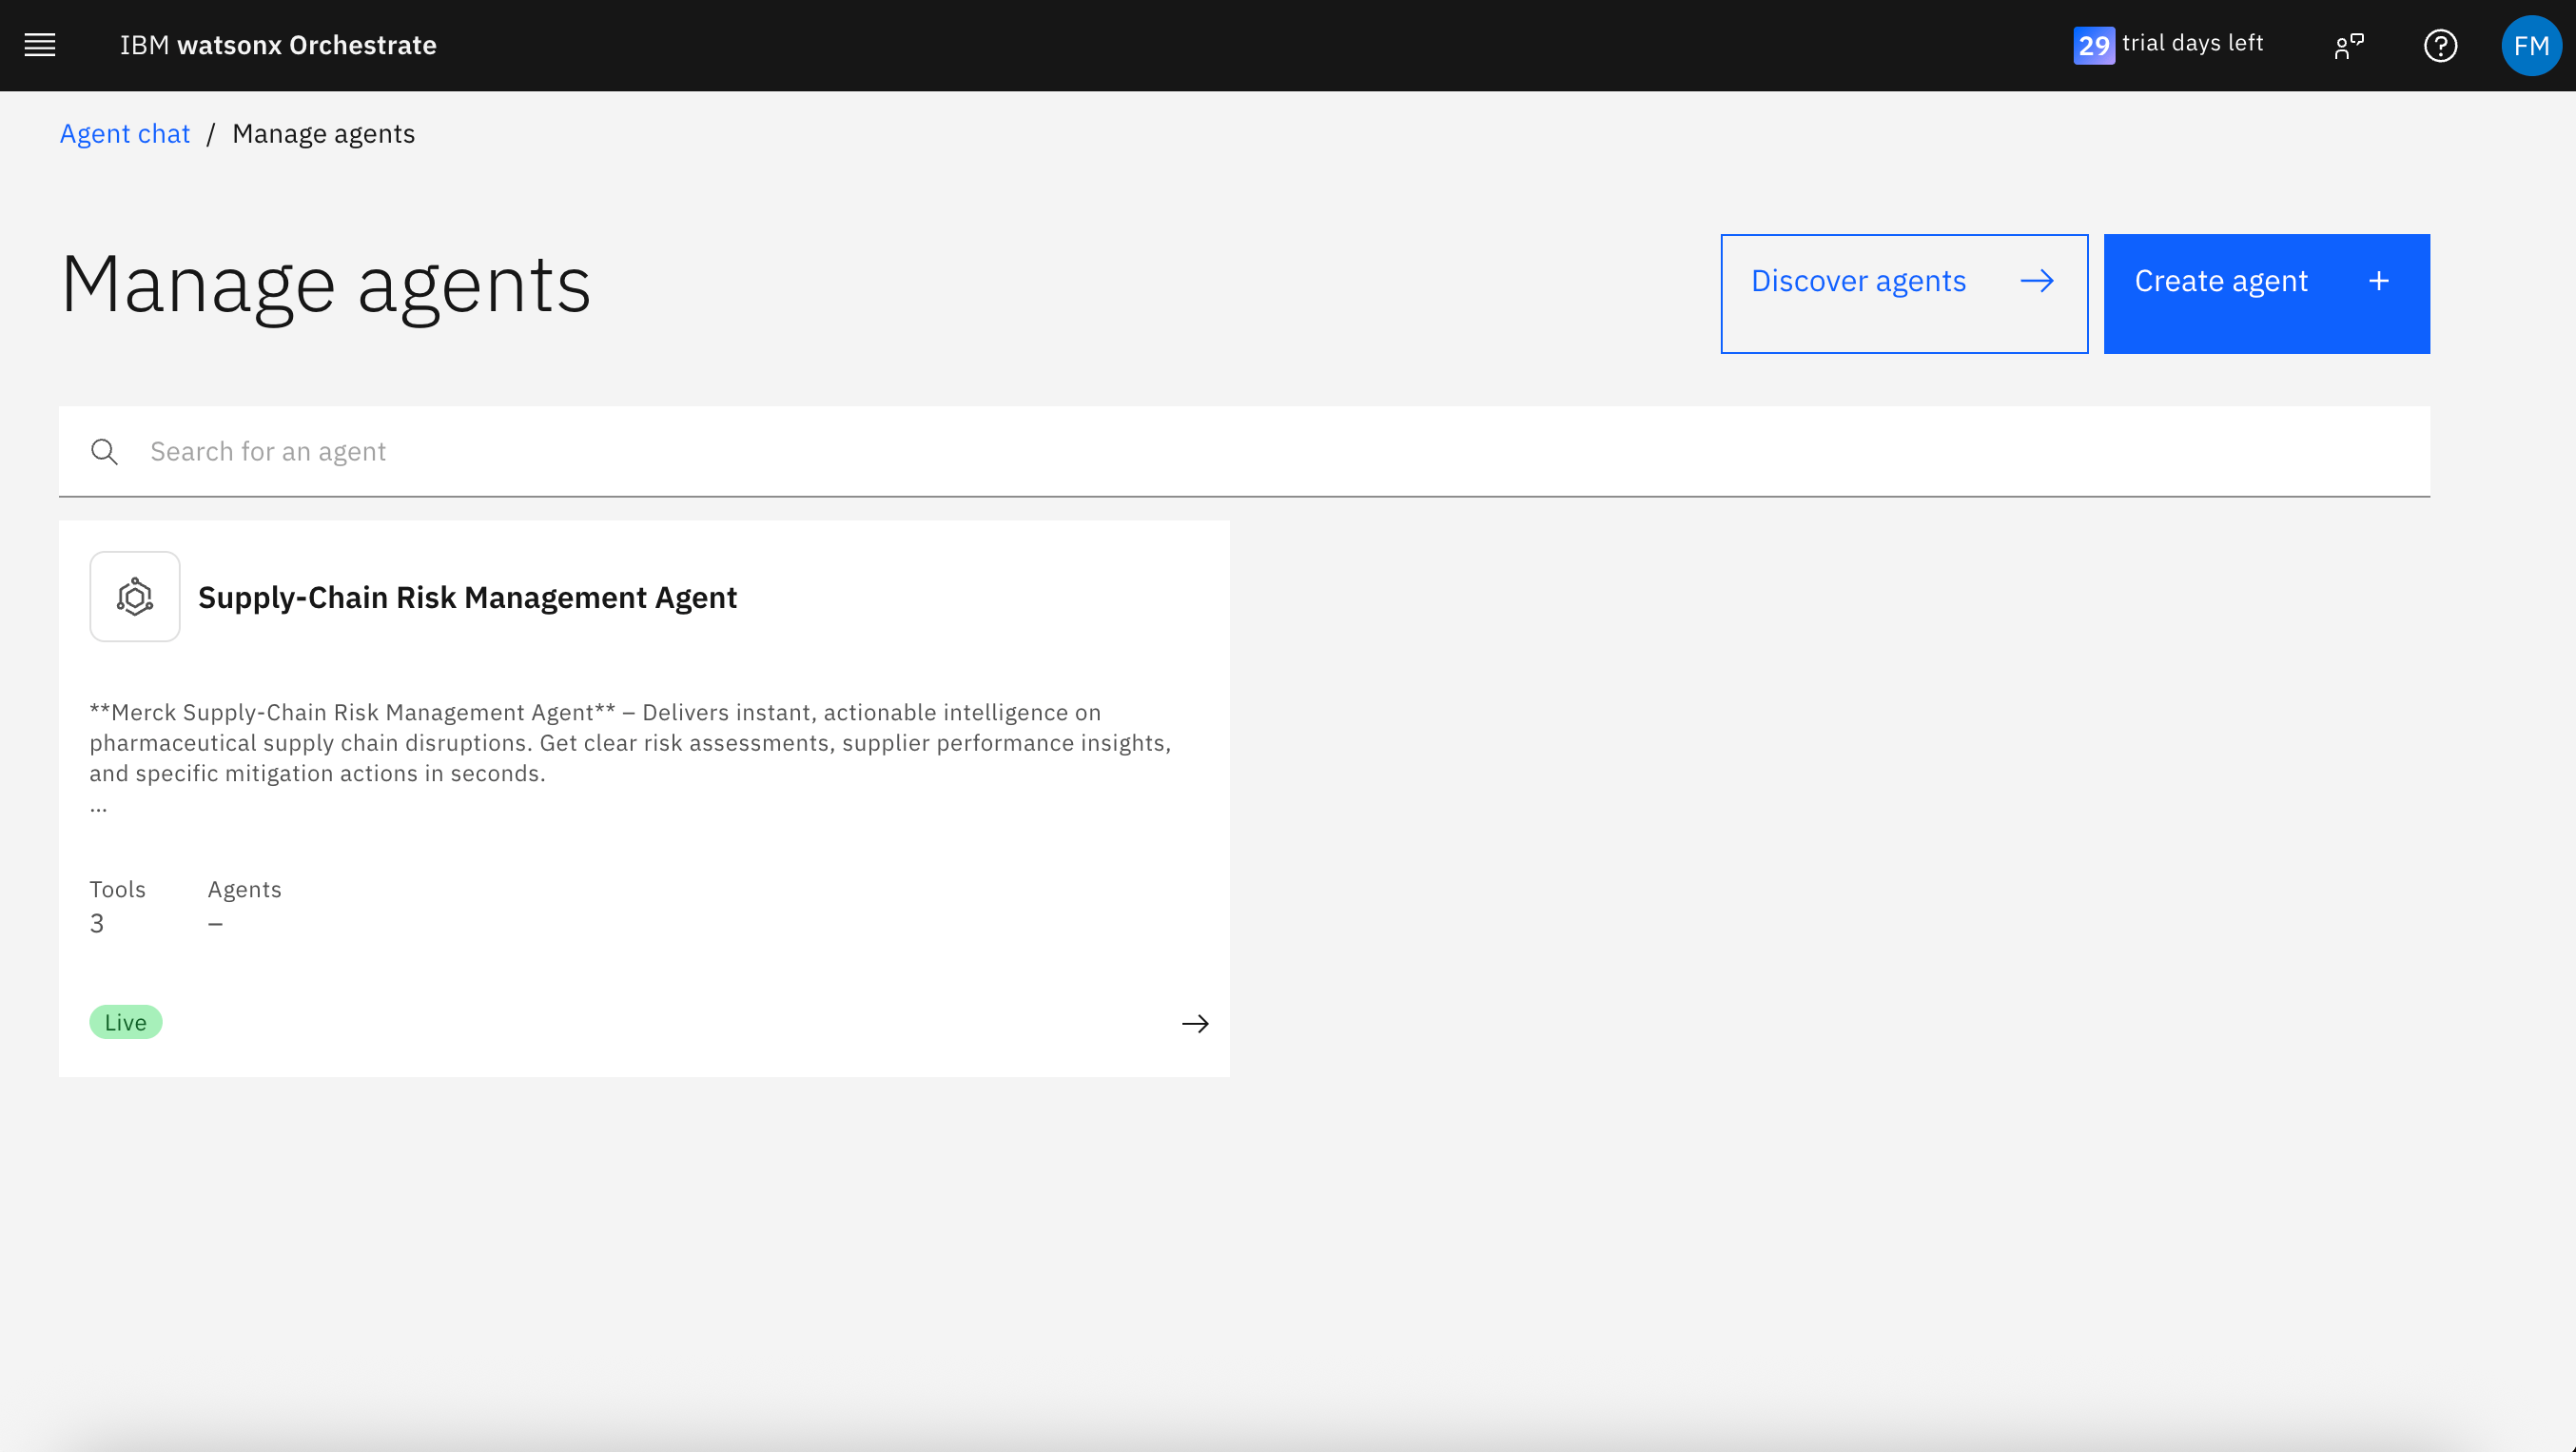 IBM watsonx Orchestrate
29 trial days left
FM
Agent chat / Manage agents
Manage agents
Discover agents
Create agent
Search for an agent
Supply-Chain Risk Management Agent
**Merck Supply-Chain Risk Management Agent** – Delivers instant, actionable intelligence on
pharmaceutical supply chain disruptions. Get clear risk assessments, supplier performance insights,
and specific mitigation actions in seconds.
...
Tools Agents
3 –
Live